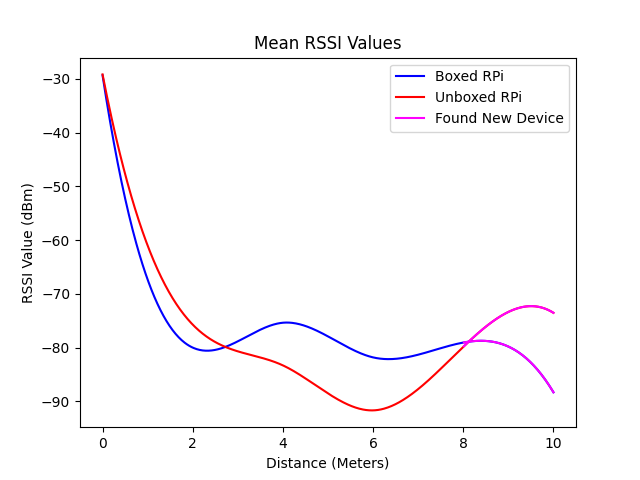 Mean RSSI Values
Boxed RPi
Unboxed RPi
Found New Device
RSSI Value (dBm)
−30
−40
−50
−60
−70
−80
−90
0 2 4 6 8 10
Distance (Meters)